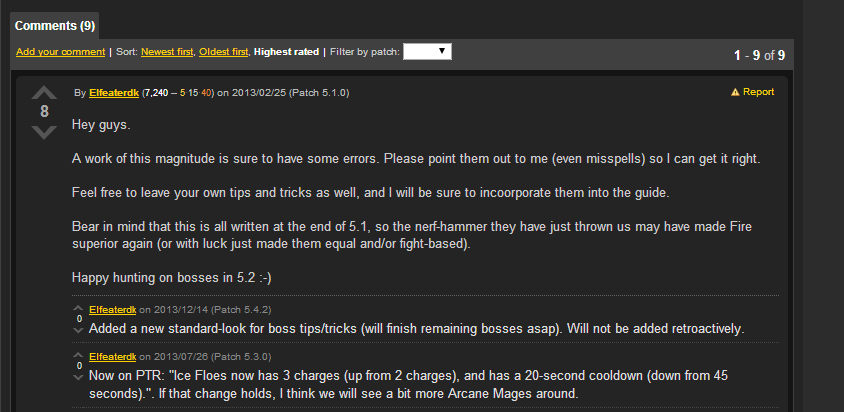 Comments (9)
Add your comment | Sort: Newest first, Oldest first, Highest rated | Filter by patch:
1 - 9 of 9
By Elfeaterdk (7,240 – 5 15 40) on 2013/02/25 (Patch 5.1.0)
Report
8
Hey guys.
A work of this magnitude is sure to have some errors. Please point them out to me (even misspells) so I can get it right.
Feel free to leave your own tips and tricks as well, and I will be sure to incoorporate them into the guide.
Bear in mind that this is all written at the end of 5.1, so the nerf-hammer they have just thrown us may have made Fire
superior again (or with luck just made them equal and/or fight-based).
Happy hunting on bosses in 5.2 :-)
Elfeaterdk on 2013/12/14 (Patch 5.4.2)
0
Added a new standard-look for boss tips/tricks (will finish remaining bosses asap). Will not be added retroactively.
Elfeaterdk on 2013/07/26 (Patch 5.3.0)
0
Now on PTR: "Ice Floes now has 3 charges (up from 2 charges), and has a 20-second cooldown (down from 45
seconds).". If that change holds, I think we will see a bit more Arcane Mages around.